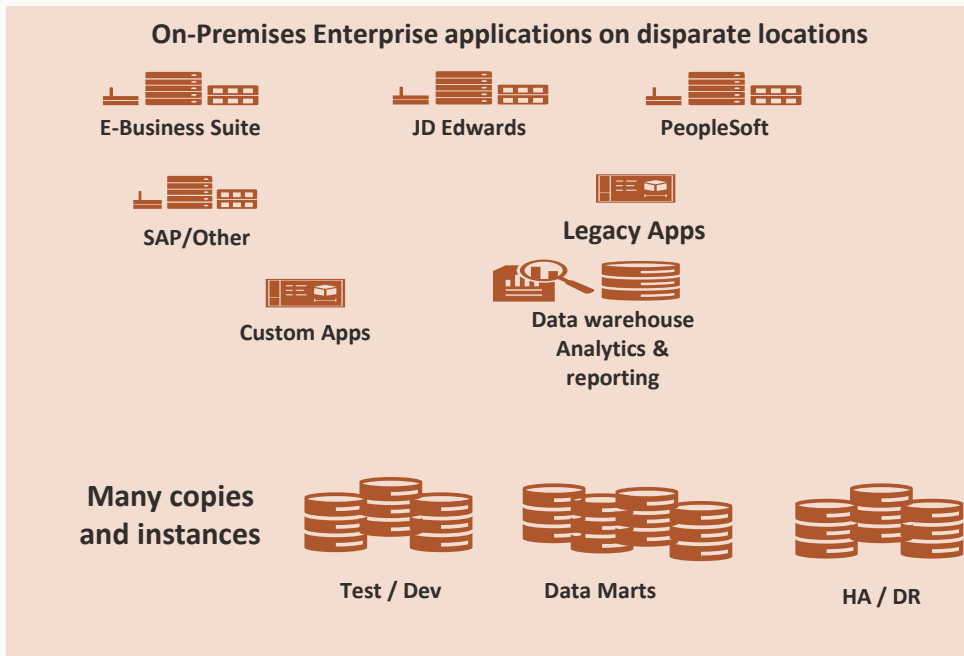 On-Premises Enterprise applications on disparate locations
E-Business Suite
JD Edwards
PeopleSoft
SAP/Other
Legacy Apps
Custom Apps
Data warehouse
Analytics &
reporting
Many copies
and instances
Test / Dev
Data Marts
HA / DR